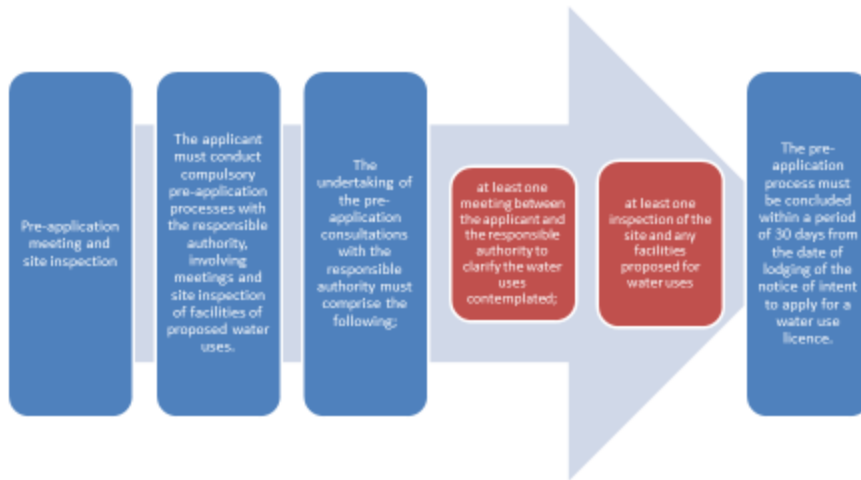 Pre-application
meeting and
site inspection
The applicant
must conduct
compulsory
pre-application
processes with
the responsible
authority,
involving
meetings and
site inspection
of facilities of
proposed water
uses.
The
undertaking of
the pre-
application
consultations
with the
responsible
authority must
comprise the
following;
at least one
meeting between
the applicant and
the responsible
authority to
clarify the water
uses
contemplated;
at least one
inspection of the
site and any
facilities
proposed for
water uses
The pre-
application
process must
be concluded
within a period
of 30 days from
the date of
lodging of the
notice of intent
to apply for a
water use
licence.